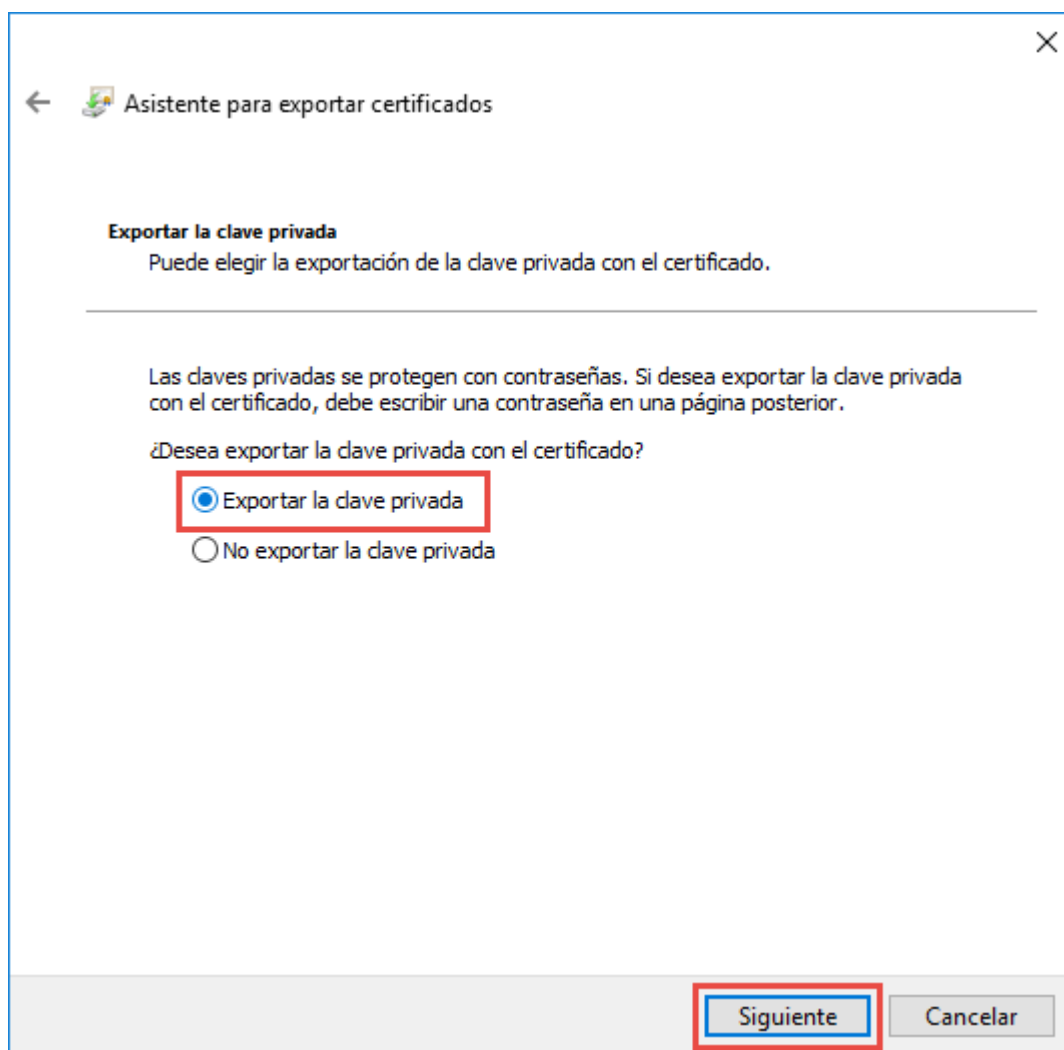 Asistente para exportar certificados
Exportar la clave privada
Puede elegir la exportación de la clave privada con el certificado.
Las claves privadas se protegen con contraseñas. Si desea exportar la clave privada
con el certificado, debe escribir una contraseña en una página posterior.
¿Desea exportar la clave privada con el certificado?
Exportar la clave privada
No exportar la clave privada
Siguiente
Cancelar